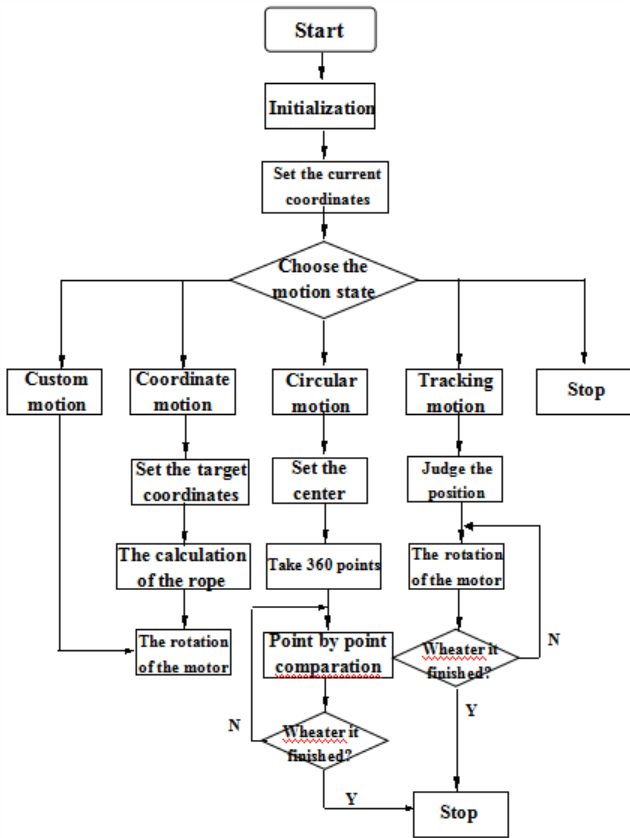 Start
Initialization
Set the current
coordinates
Choose the
motion state
Custom
motion
Coordinate
motion
Circular
motion
Tracking
motion
Stop
Set the target
coordinates
Set the
center
Judge the
position
The calculation
of the rope
Take 360 points
The rotation
of the motor
The rotation
of the motor
Point by point
comparation
Wheater it
finished?
N
Y
N
Wheater it
finished?
Y
Stop